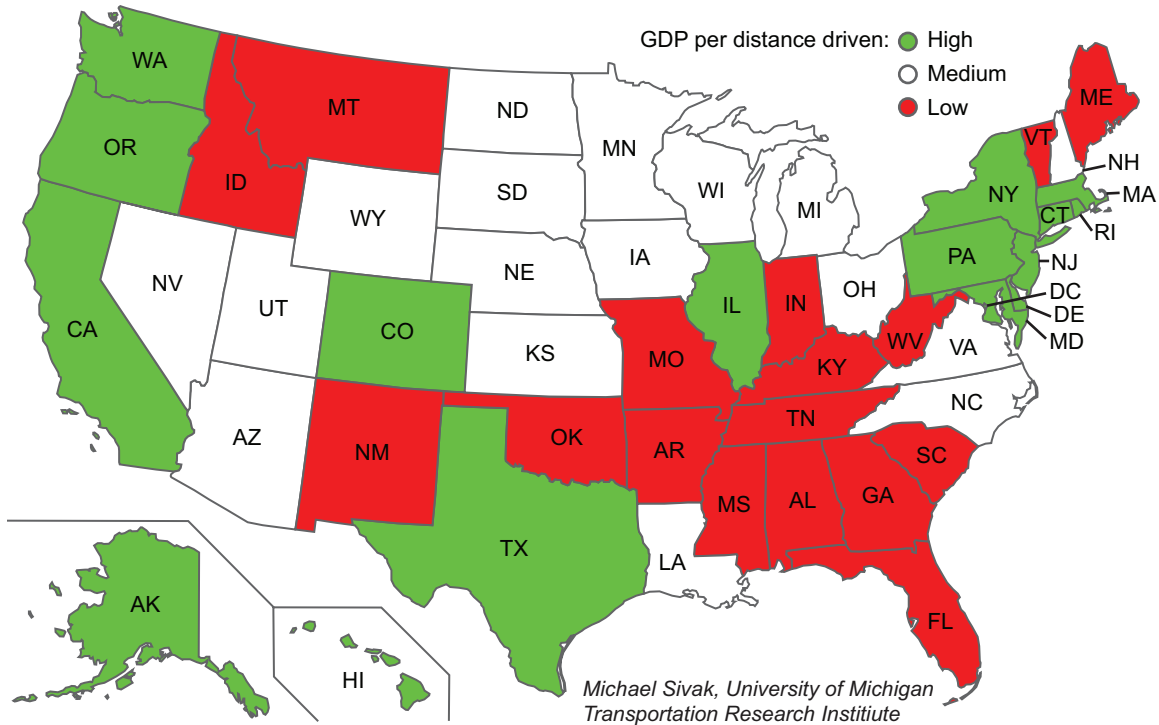 GDP per distance driven: High
Medium
Low
WA
MT
ND
ME
OR
MN
VT
ID
SD
WI
NH
WY
MI
NY
MA
CT
RI
IA
PA
NV
NE
NJ
UT
IL
IN
OH
DC
CA
CO
DE
KS
MO
WV
MD
KY
VA
NC
TN
AZ
NM
OK
AR
SC
MS
AL
GA
TX
LA
AK
FL
HI
Michael Sivak, University of Michigan
Transportation Research Institiute